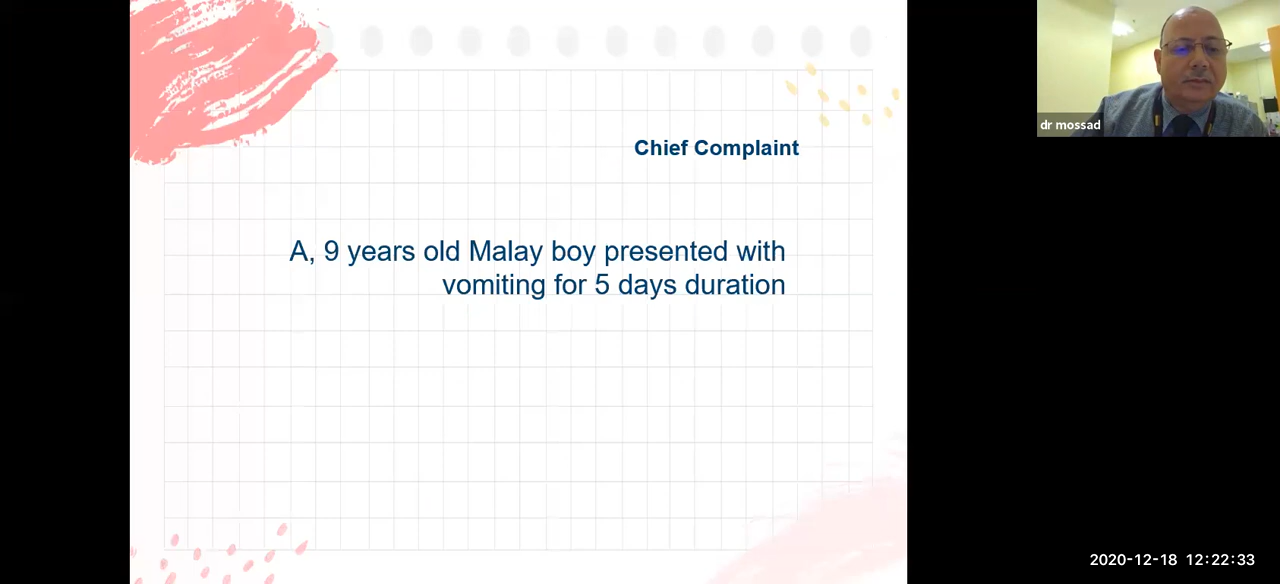 Chief Complaint
A, 9 years old Malay boy presented with
vomiting for 5 days duration
dr mossad
2020-12-18 12:22:33